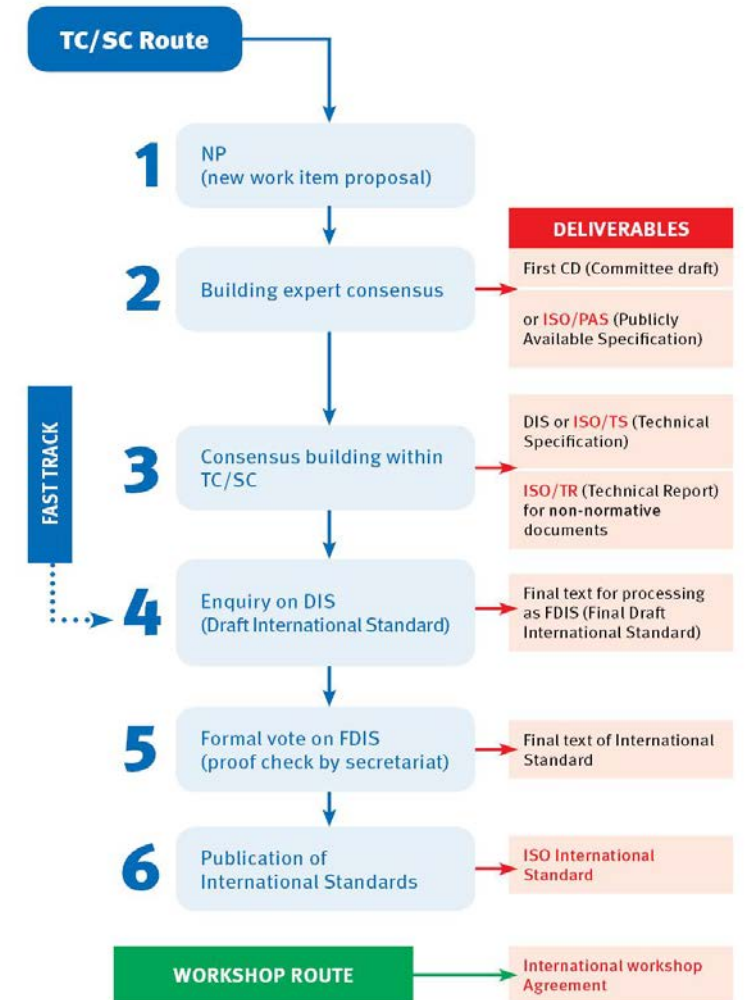 TC/SC Route
1
NP
(new work item proposal)
DELIVERABLES
2
Building expert consensus
First CD (Committee draft)
or ISO/PAS (Publicly
Available Specification)
FAST TRACK
3
Consensus building within
TC/SC
DIS or ISO/TS (Technical
Specification)
ISO/TR (Technical Report)
for non-normative
documents
4
Enquiry on DIS
(Draft International Standard)
Final text for processing
as FDIS (Final Draft
International Standard)
5
Formal vote on FDIS
(proof check by secretariat)
Final text of International
Standard
6
Publication of
International Standards
ISO International
Standard
WORKSHOP ROUTE
International workshop
Agreement